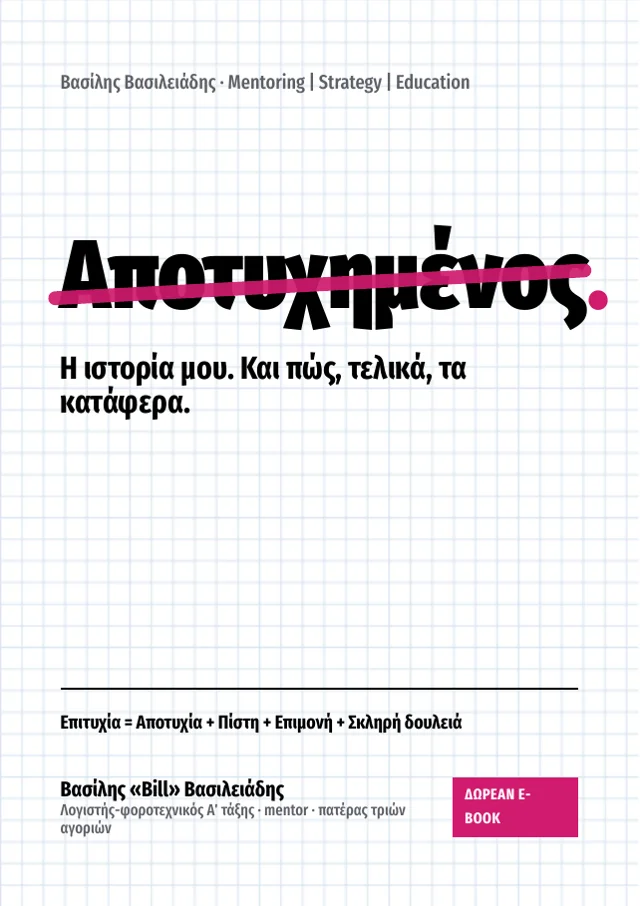 Βασίλης Βασιλειάδης · Mentoring | Strategy | Education
Αποτυχημένος.
Η ιστορία μου. Και πώς, τελικά, τα
κατάφερα.
Επιτυχία = Αποτυχία + Πίστη + Επιμονή + Σκληρή δουλειά
Βασίλης «Bill» Βασιλειάδης
Λογιστής-φοροτεχνικός Α’ τάξης · mentor · πατέρας τριών
αγοριών
ΔΩΡΕΑΝ E-
BOOK